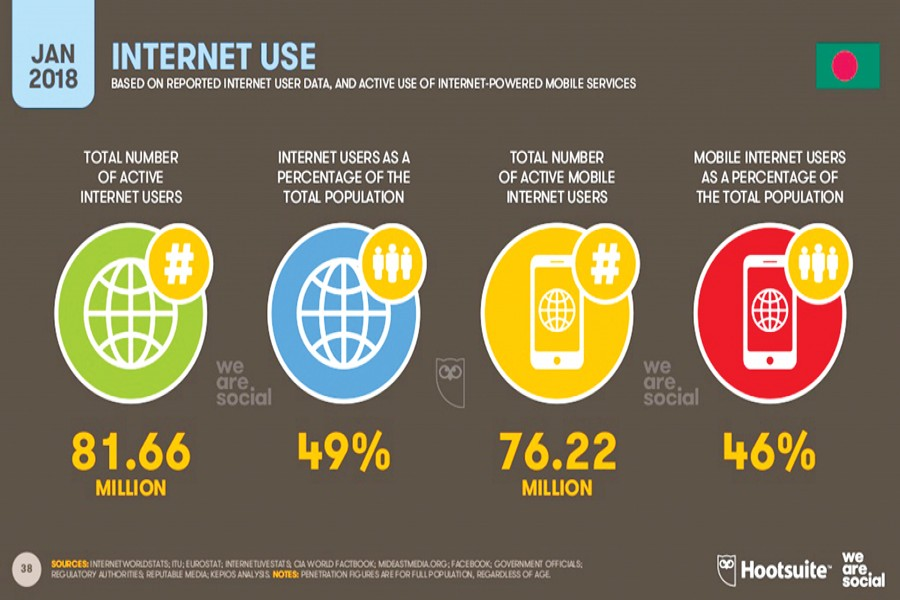 JAN
2018
INTERNET USE
BASED ON REPORTED INTERNET USER DATA, AND ACTIVE USE OF INTERNET-POWERED MOBILE SERVICES
TOTAL NUMBER
OF ACTIVE
INTERNET USERS
INTERNET USERS AS A
PERCENTAGE OF THE
TOTAL POPULATION
TOTAL NUMBER
OF ACTIVE MOBILE
INTERNET USERS
MOBILE INTERNET USERS
AS A PERCENTAGE OF
THE TOTAL POPULATION
#
#
we
are
social
we
are
social
81.66
MILLION
49%
76.22
MILLION
46%
38
SOURCES: INTERNETWORLDSTATS; ITU; EUROSTAT; INTERNETLIVESTATS; CIA WORLD FACTBOOK; MIDEASTMEDIA.ORG; FACEBOOK; GOVERNMENT OFFICIALS;
REGULATORY AUTHORITIES; REPUTABLE MEDIA; KEPIOS ANALYSIS. NOTES: PENETRATION FIGURES ARE FOR FULL POPULATION, REGARDLESS OF AGE.
Hootsuite™
we
are
social